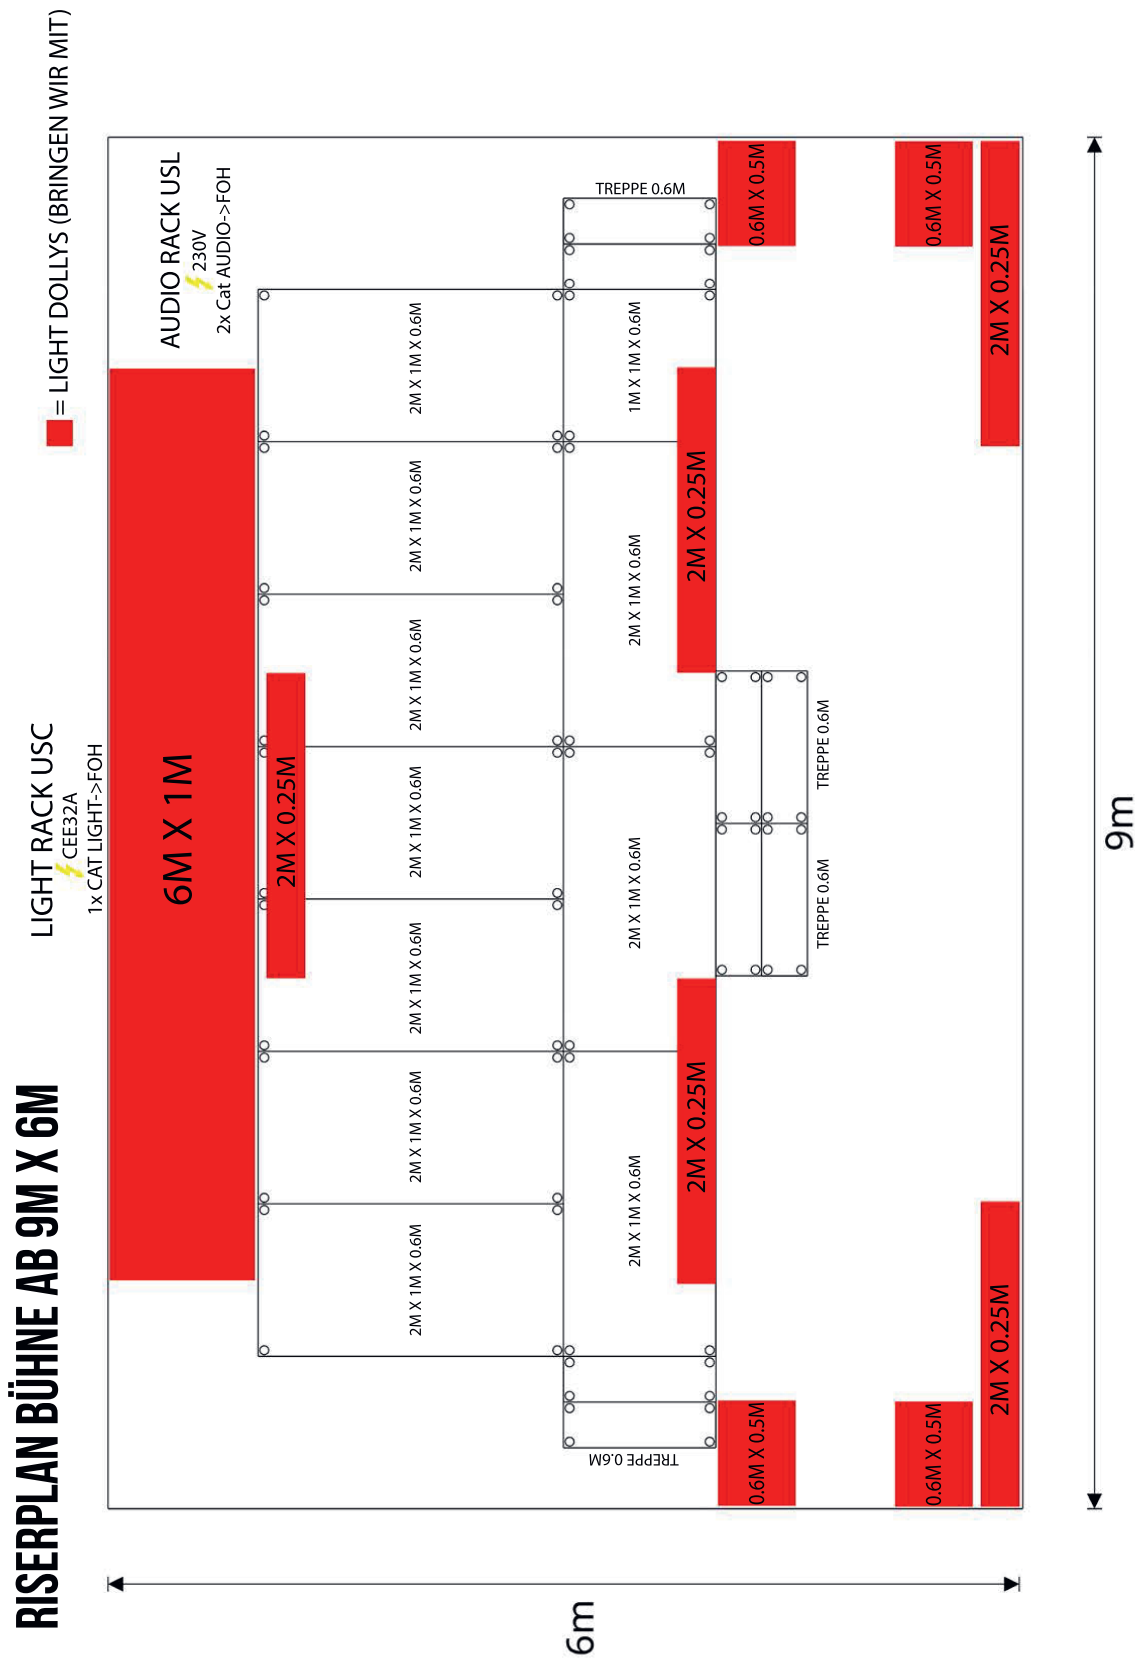 RISERPLAN BÜHNE AB 9M X 6M
LIGHT RACK USC
CEE32A
1x CAT LIGHT->FOH
= LIGHT DOLLYS (BRINGEN WIR MIT)
AUDIO RACK USL
230V
2x Cat AUDIO->FOH
6M X 1M
2M X 0.25M
2M X 1M X 0.6M
2M X 1M X 0.6M
2M X 1M X 0.6M
2M X 1M X 0.6M
2M X 1M X 0.6M
2M X 1M X 0.6M
2M X 1M X 0.6M
TREPPE 0.6M
2M X 1M X 0.6M
2M X 1M X 0.6M
2M X 1M X 0.6M
1M X 1M X 0.6M
TREPPE 0.6M
2M X 0.25M
2M X 0.25M
0.6M X 0.5M
TREPPE 0.6M
TREPPE 0.6M
0.6M X 0.5M
0.6M X 0.5M
0.6M X 0.5M
2M X 0.25M
2M X 0.25M
6m
9m